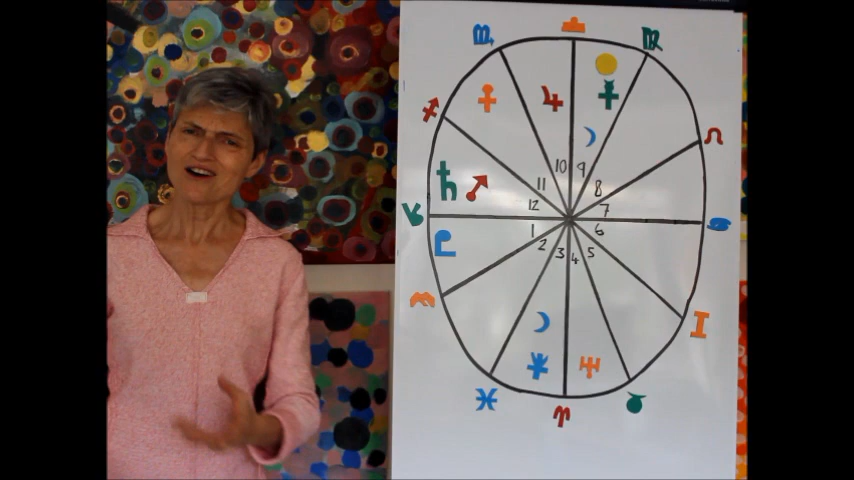 ♏ ♎ ♍
♐ ♀ ♃ ☿ ♌
☽
10 9
♄ ♂ 11 8
12 7
♑ ♋
1 6
♇ 2 3 4 5
♒ ♊
☽
♆ ♅
♓ ♈ ♉